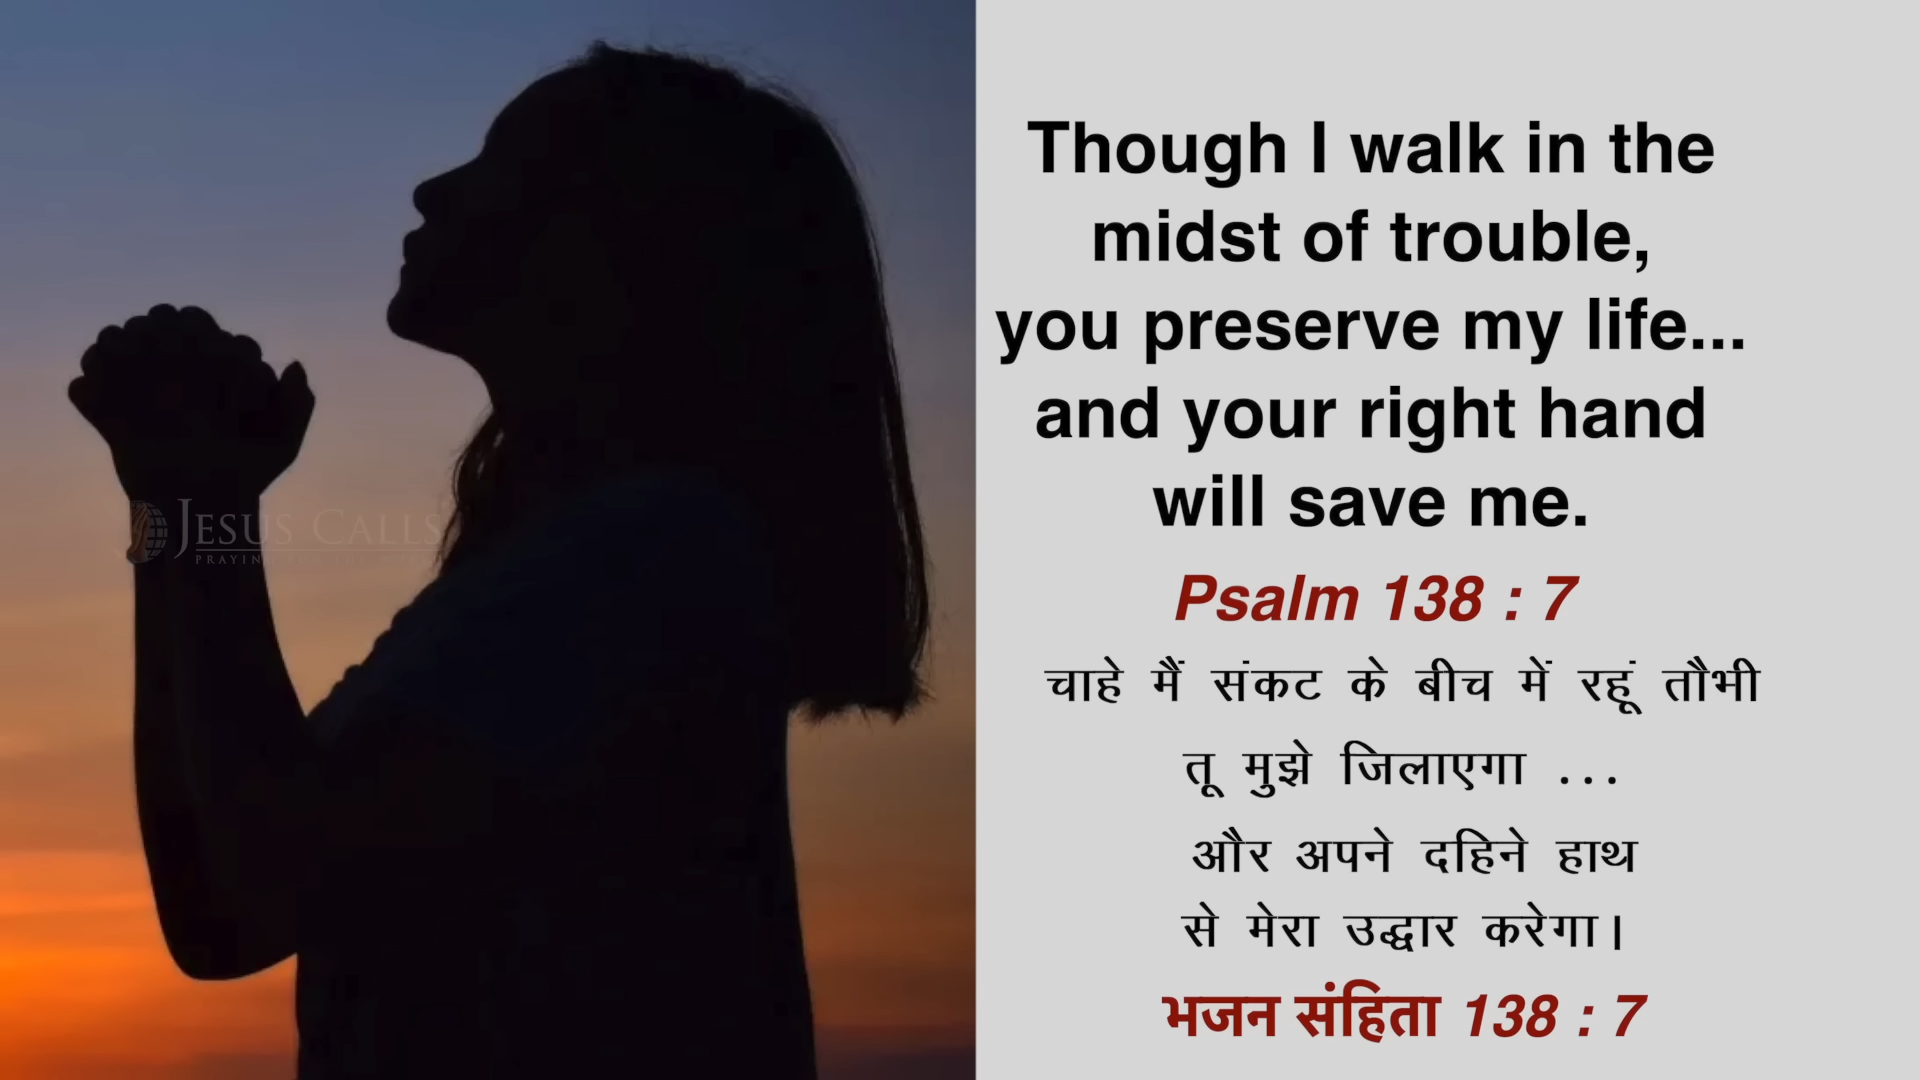 JESUS CALLS
Though I walk in the
midst of trouble,
you preserve my life...
and your right hand
will save me.
Psalm 138 : 7
चाहे मैं संकट के बीच में रहूं तौभी
तू मुझे जिलाएगा ...
और अपने दहिने हाथ
से मेरा उद्धार करेगा।
भजन संहिता 138 : 7